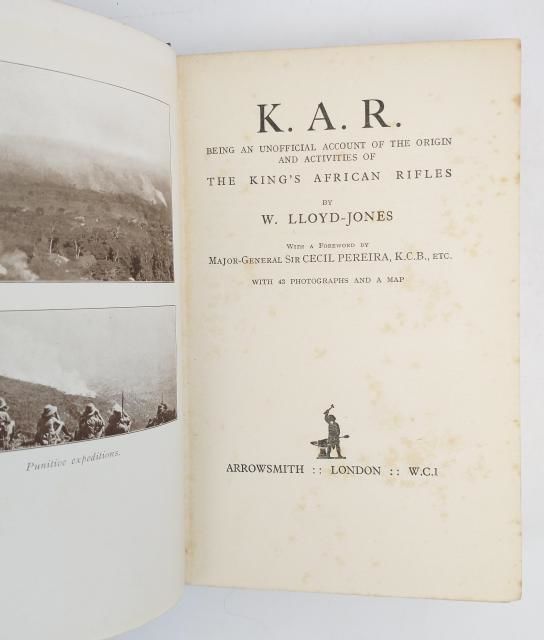 Punitive expeditions.
K. A. R.
BEING AN UNOFFICIAL ACCOUNT OF THE ORIGIN
AND ACTIVITIES OF
THE KING'S AFRICAN RIFLES
BY
W. LLOYD-JONES
WITH A FOREWORD BY
MAJOR-GENERAL SIR CECIL PEREIRA, K.C.B., ETC.
WITH 43 PHOTOGRAPHS AND A MAP
ARROWSMITH :: LONDON :: W.C.1